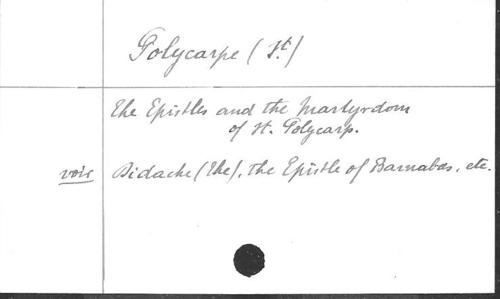 Polycarpe (St.)
The Epistles and the Martyrdom
of St. Polycarp.
voir Didache (The), the Epistle of Barnabas, etc.